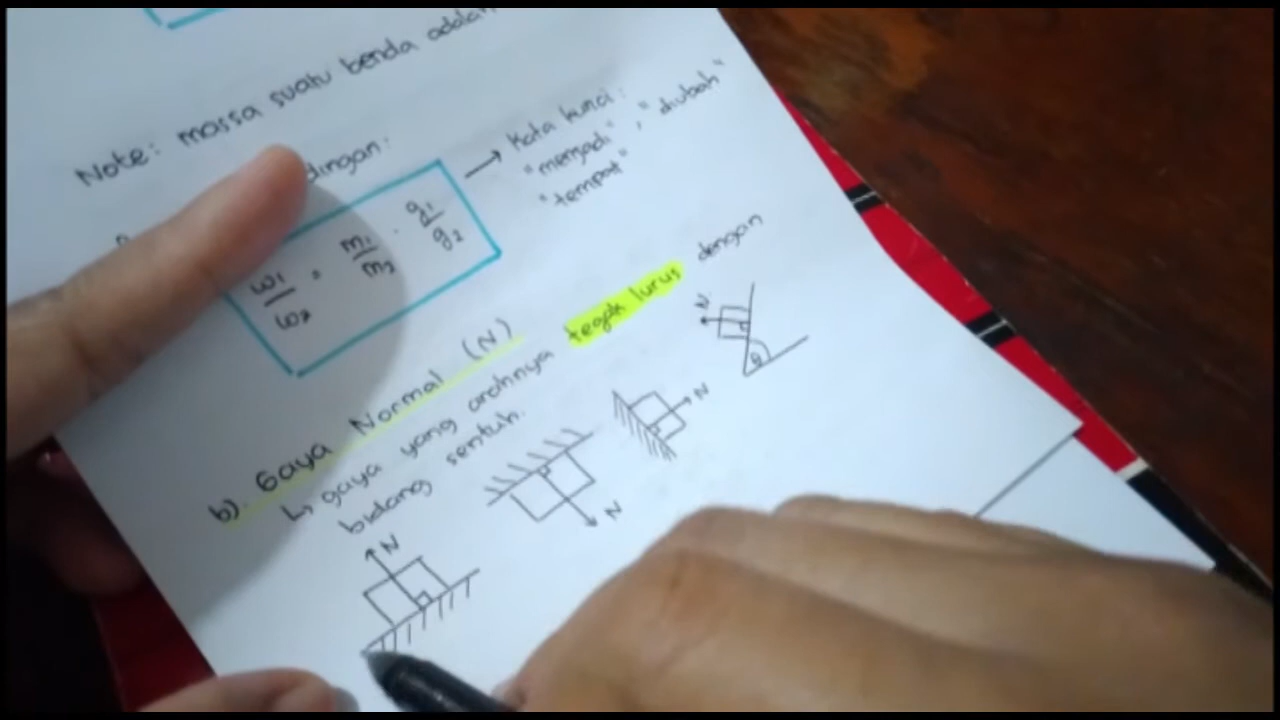 Note: massa suatu benda adalah
dingan:
w1/w2 = m1/m2 . g1/g2
→ Kata kunci:
"menjadi", "diubah"
"tempat"
b). Gaya Normal (N)
↳ gaya yang arahnya tegak lurus dengan
bidang sentuh.
N
N
N
N
θ